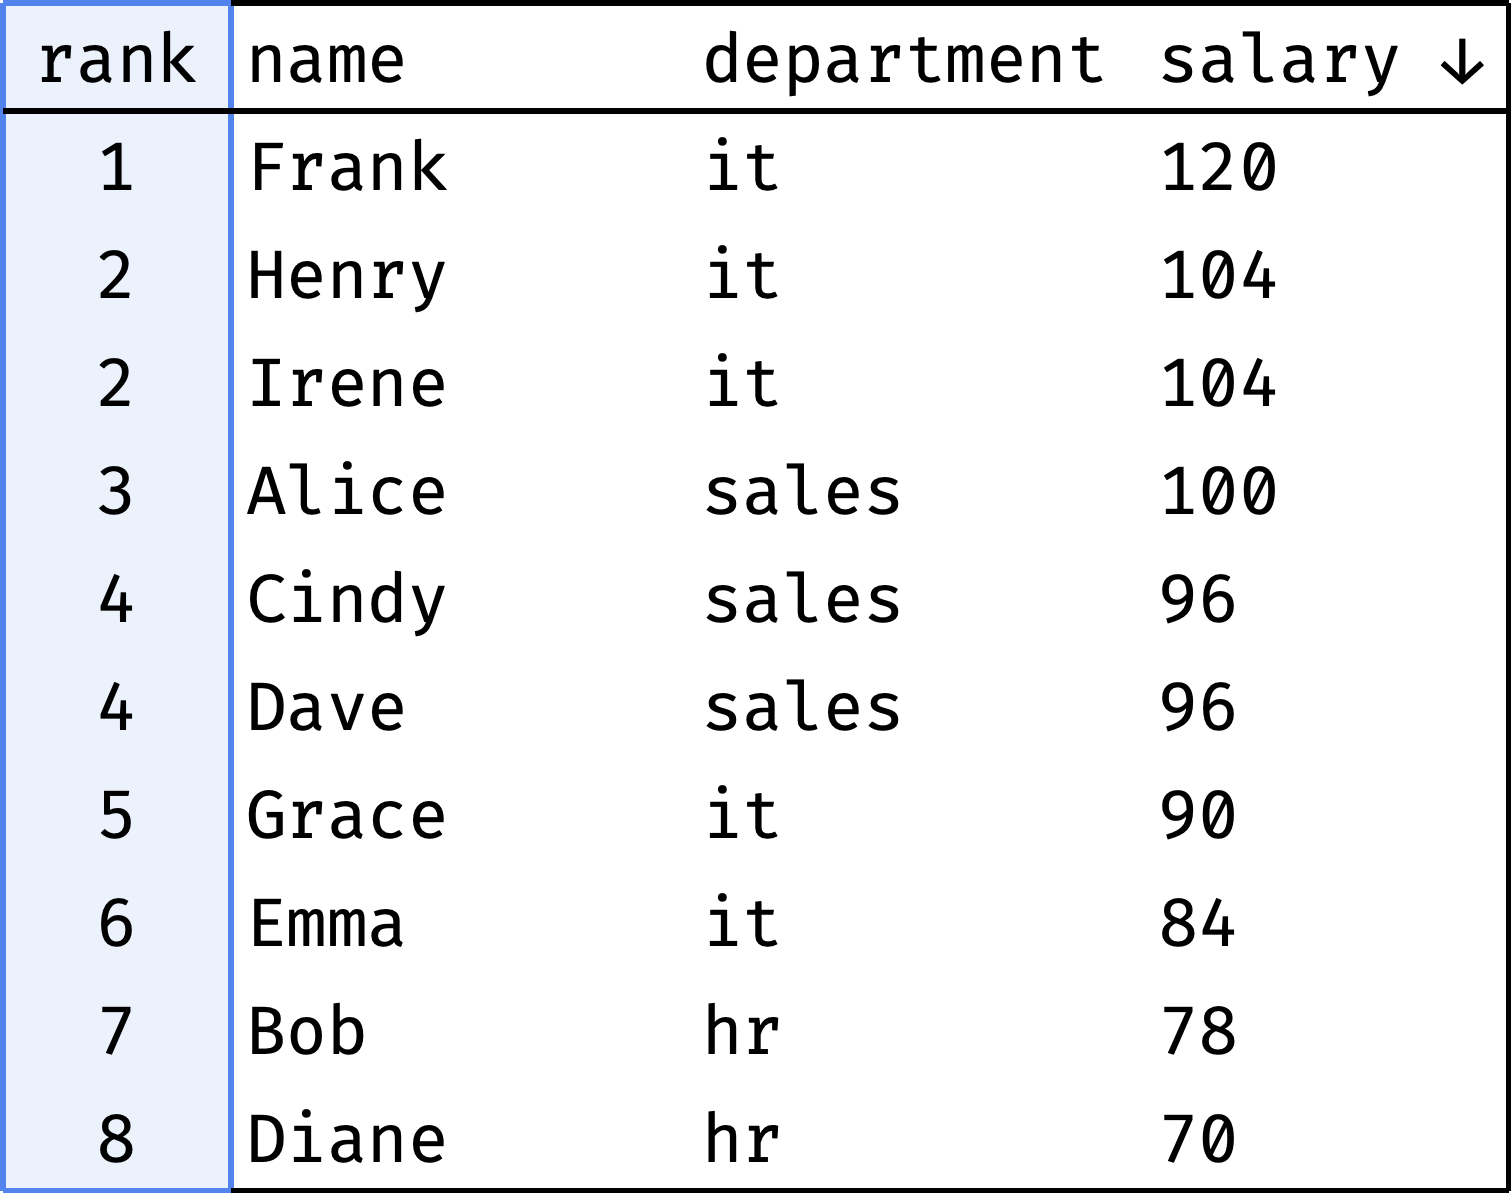 rank name department salary ↓
1 Frank it 120
2 Henry it 104
2 Irene it 104
3 Alice sales 100
4 Cindy sales 96
4 Dave sales 96
5 Grace it 90
6 Emma it 84
7 Bob hr 78
8 Diane hr 70